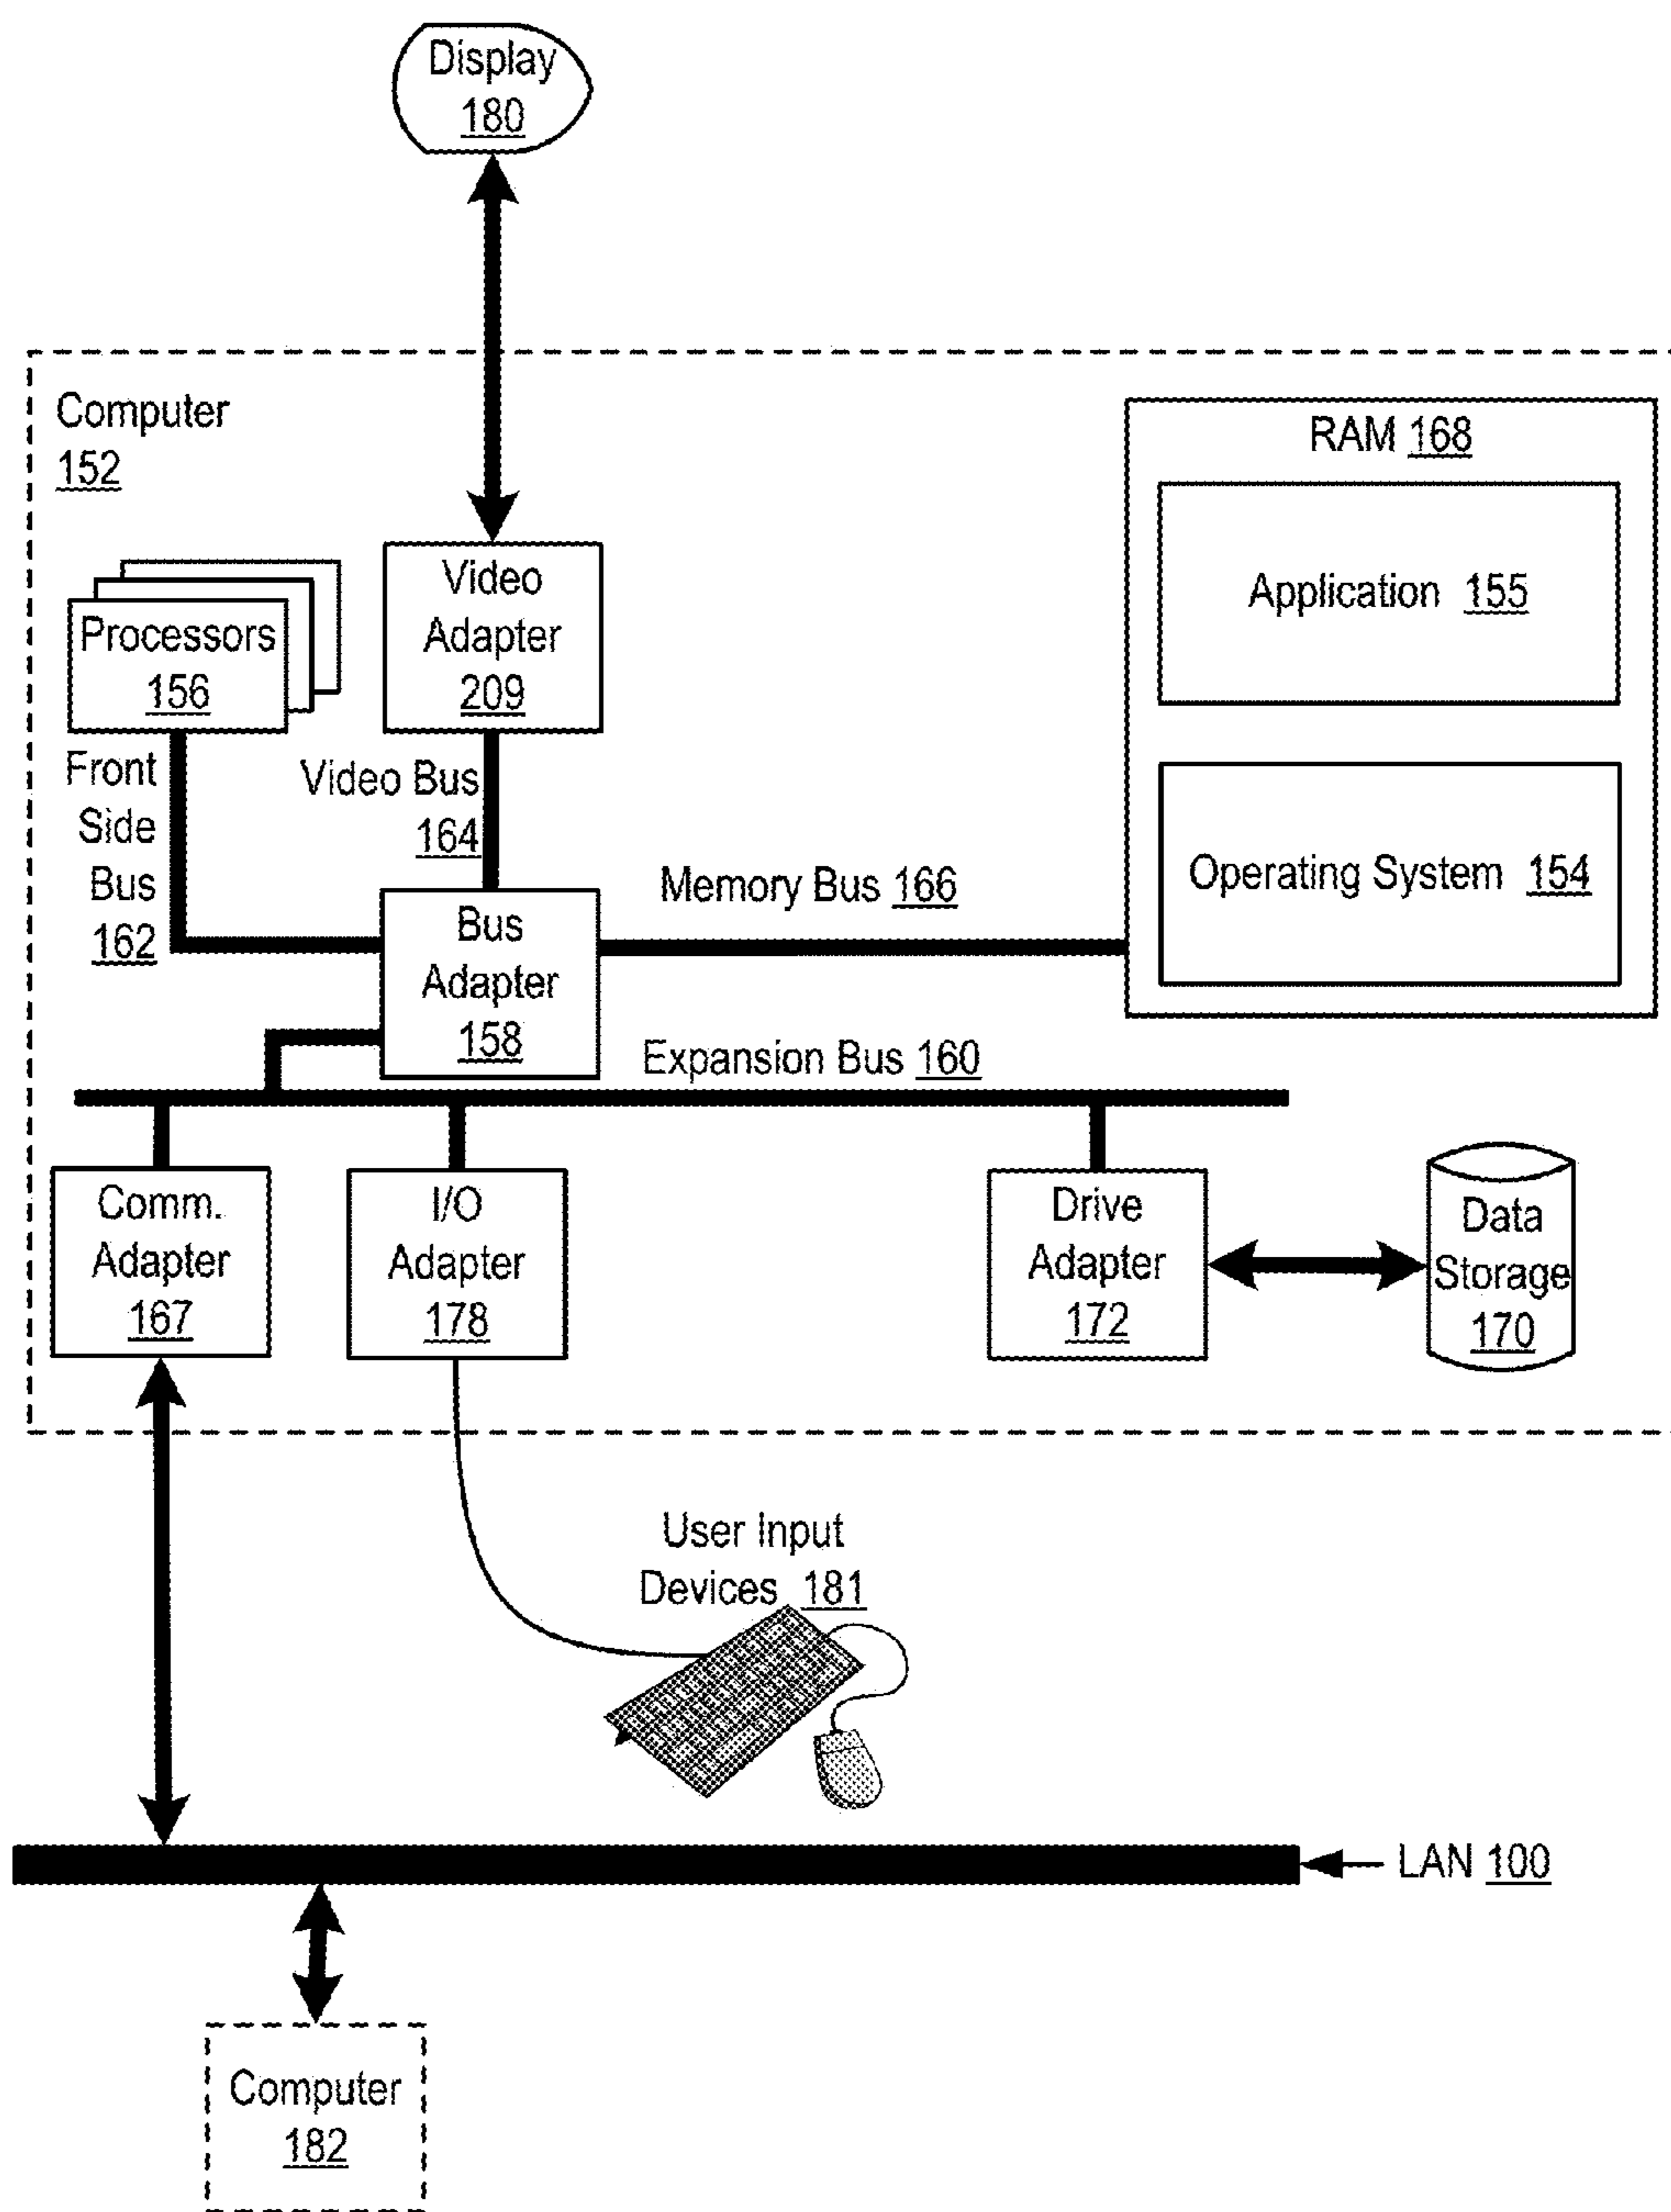 Display
180
Computer
152
RAM 168
Application 155
Operating System 154
Processors
156
Video
Adapter
209
Front
Side
Bus
162
Video Bus
164
Memory Bus 166
Bus
Adapter
158
Expansion Bus 160
Comm.
Adapter
167
I/O
Adapter
178
Drive
Adapter
172
Data
Storage
170
User Input
Devices 181
LAN 100
Computer
182